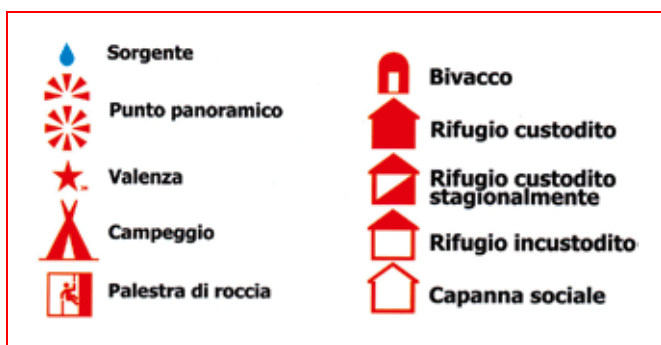 Sorgente
Punto panoramico
Valenza
Campeggio
Palestra di roccia
Bivacco
Rifugio custodito
Rifugio custodito
stagionalmente
Rifugio incustodito
Capanna sociale